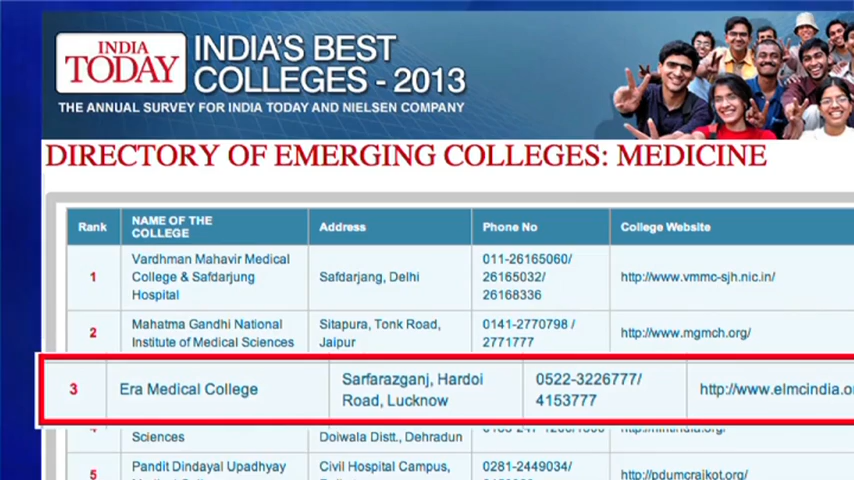 INDIA
TODAY
INDIA'S BEST
COLLEGES - 2013
THE ANNUAL SURVEY FOR INDIA TODAY AND NIELSEN COMPANY
DIRECTORY OF EMERGING COLLEGES: MEDICINE
Rank NAME OF THE COLLEGE Address Phone No College Website
1 Vardhman Mahavir Medical College & Safdarjung Hospital Safdarjang, Delhi 011-26165060/ 26165032/ 26168336 http://www.vmmc-sjh.nic.in/
2 Mahatma Gandhi National Institute of Medical Sciences Sitapura, Tonk Road, Jaipur 0141-2770798 / 2771777 http://www.mgmch.org/
3 Era Medical College Sarfarazganj, Hardoi Road, Lucknow 0522-3226777/ 4153777 http://www.elmcindia.o
Sciences Doiwala Distt., Dehradun
5 Pandit Dindayal Upadhyay Civil Hospital Campus, 0281-2449034/ http://pdumcrajkot.org/